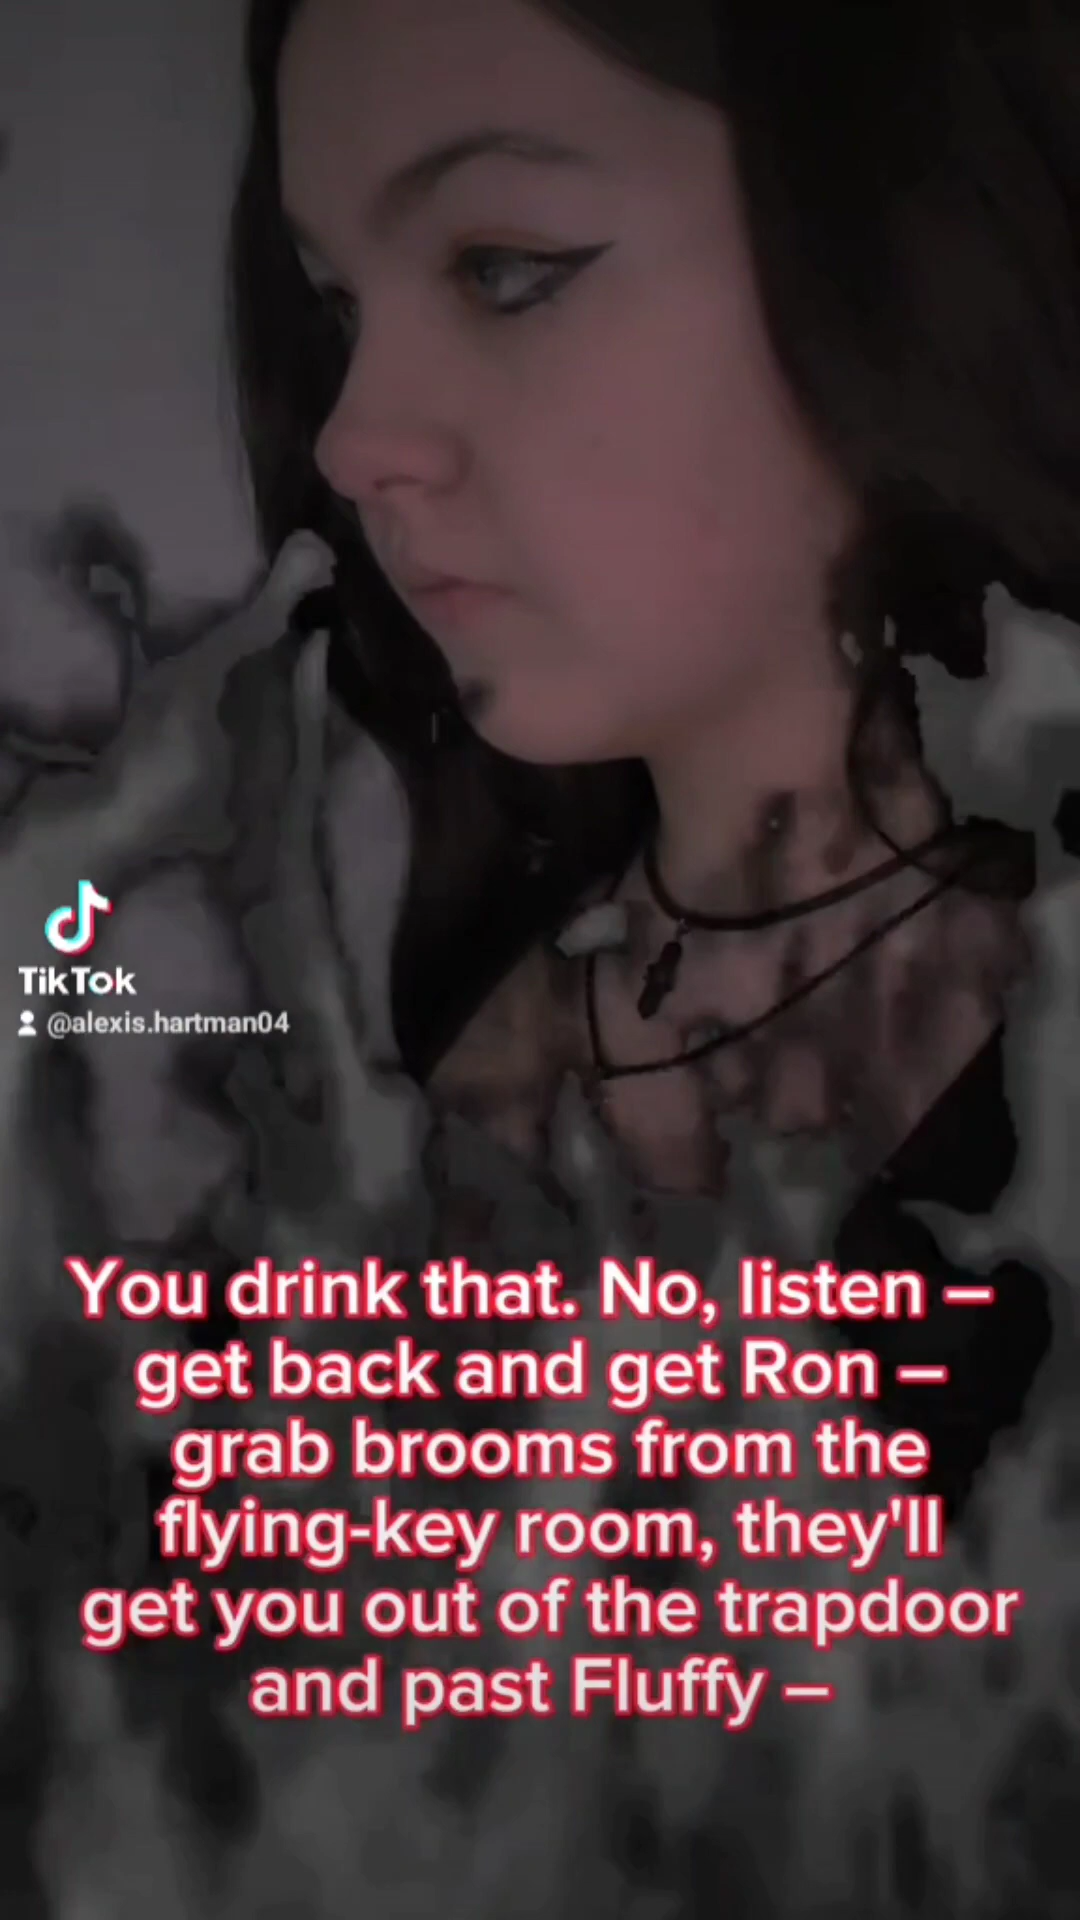 TikTok
@alexis.hartman04
You drink that. No, listen –
get back and get Ron –
grab brooms from the
flying-key room, they'll
get you out of the trapdoor
and past Fluffy –